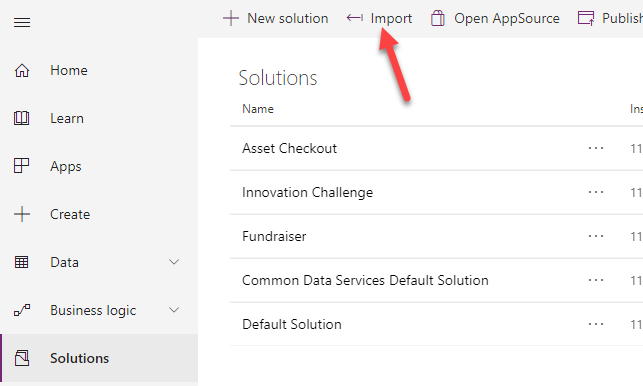 + New solution Import Open AppSource Publish
Home
Learn
Apps
Create
Data
Business logic
Solutions
Solutions
Name Ins
Asset Checkout ... 11
Innovation Challenge ... 11
Fundraiser ... 11
Common Data Services Default Solution ... 11
Default Solution ... 11